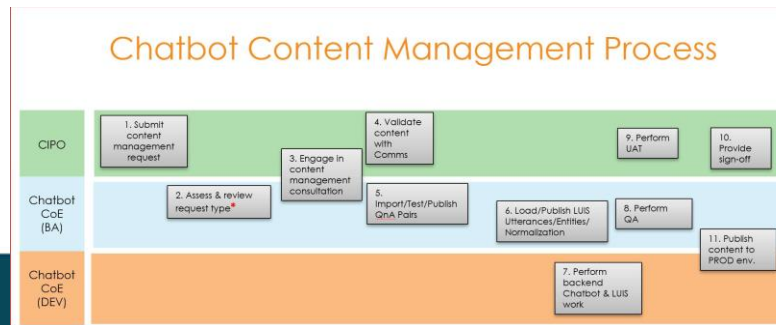 Chatbot Content Management Process
CIPO
1. Submit
content
management
request
2. Assess & review
request type*
3. Engage in
content
management
consultation
4. Validate
content
with
Comms
9. Perform
UAT
10.
Provide
sign-off
Chatbot
CoE
(BA)
5.
Import/Test/Publish
QnA Pairs
6. Load/Publish LUIS
Utterances/Entities/
Normalization
8. Perform
QA
11. Publish
content to
PROD env.
Chatbot
CoE
(DEV)
7. Perform
backend
Chatbot & LUIS
work